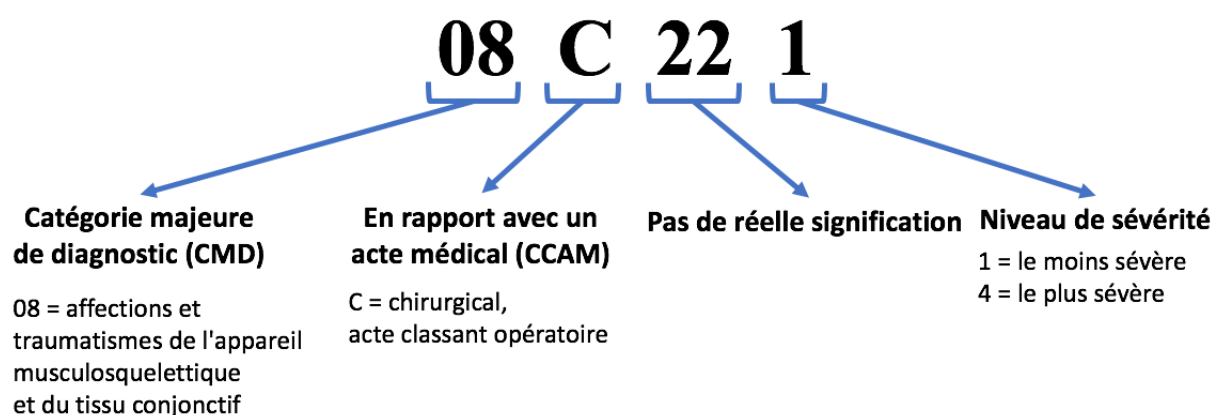 08 C 22 1
Catégorie majeure
de diagnostic (CMD)
08 = affections et
traumatismes de l'appareil
musculosquelettique
et du tissu conjonctif
En rapport avec un
acte médical (CCAM)
C = chirurgical,
acte classant opératoire
Pas de réelle signification
Niveau de sévérité
1 = le moins sévère
4 = le plus sévère